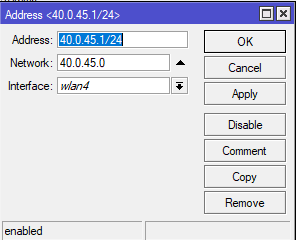 Address <40.0.45.1/24>
Address: 40.0.45.1/24
OK
Network: 40.0.45.0
Cancel
Interface: wlan4
Apply
Disable
Comment
Copy
Remove
enabled